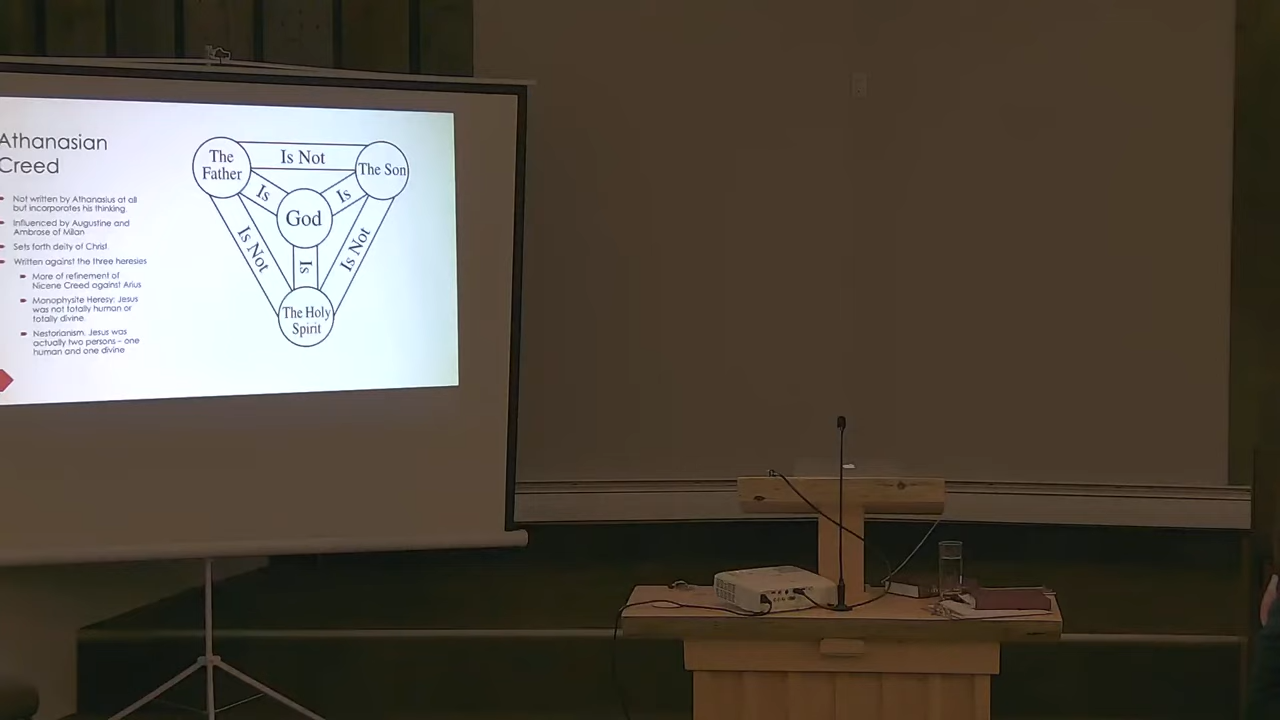 Athanasian
Creed
Not written by Athanasius at all
but incorporates his thinking
Influenced by Augustine and
Ambrose of Milan
Sets forth deity of Christ
Written against the three heresies
More of refinement of
Nicene Creed against Arius
Monophysite Heresy: Jesus
was not totally human or
totally divine
Nestorianism. Jesus was
actually two persons – one
human and one divine
The
Father
Is Not
The Son
Is
Is
God
Is Not
Is
Is Not
The Holy
Spirit